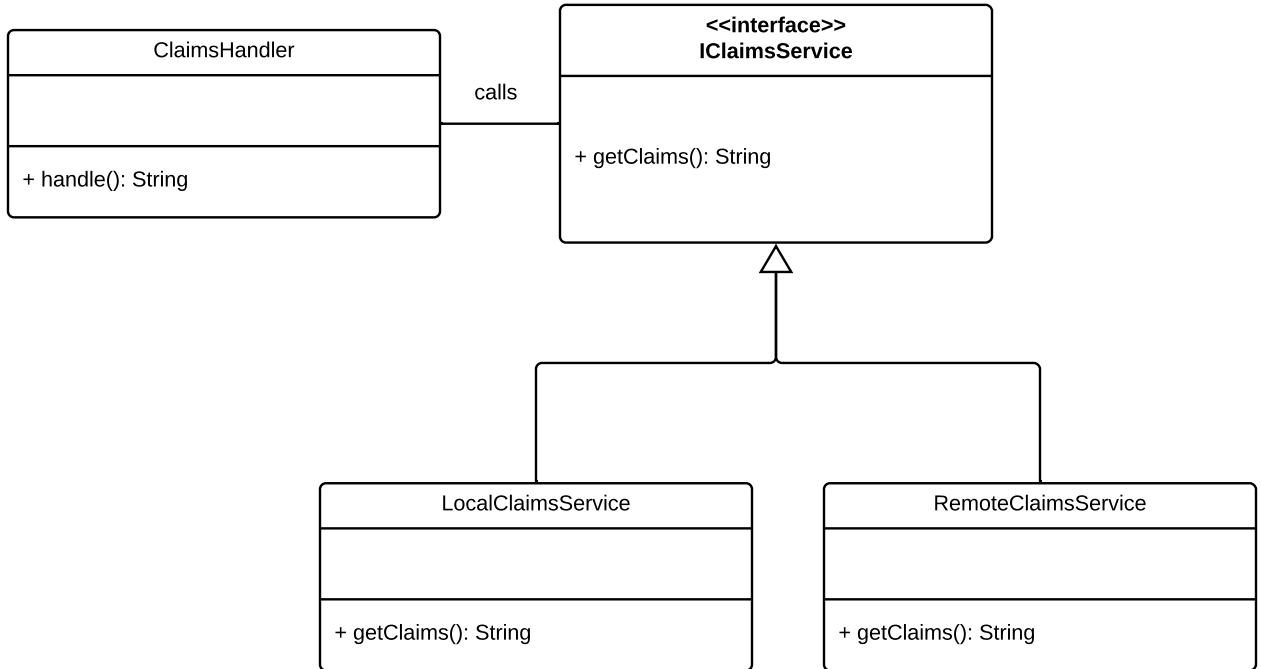 ClaimsHandler
+ handle(): String
calls
<<interface>>
IClaimsService
+ getClaims(): String
LocalClaimsService
+ getClaims(): String
RemoteClaimsService
+ getClaims(): String